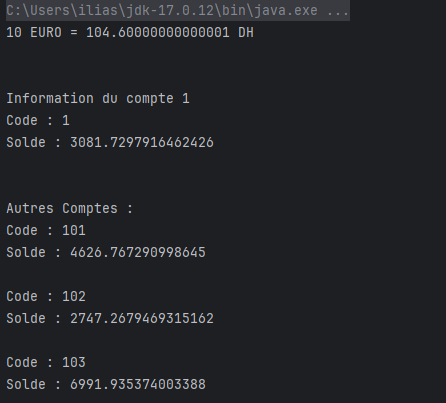 C:\Users\ilias\jdk-17.0.12\bin\java.exe ...
10 EURO = 104.60000000000001 DH
Information du compte 1
Code : 1
Solde : 3081.7297916462426
Autres Comptes :
Code : 101
Solde : 4626.767290998645
Code : 102
Solde : 2747.2679469315162
Code : 103
Solde : 6991.935374003388